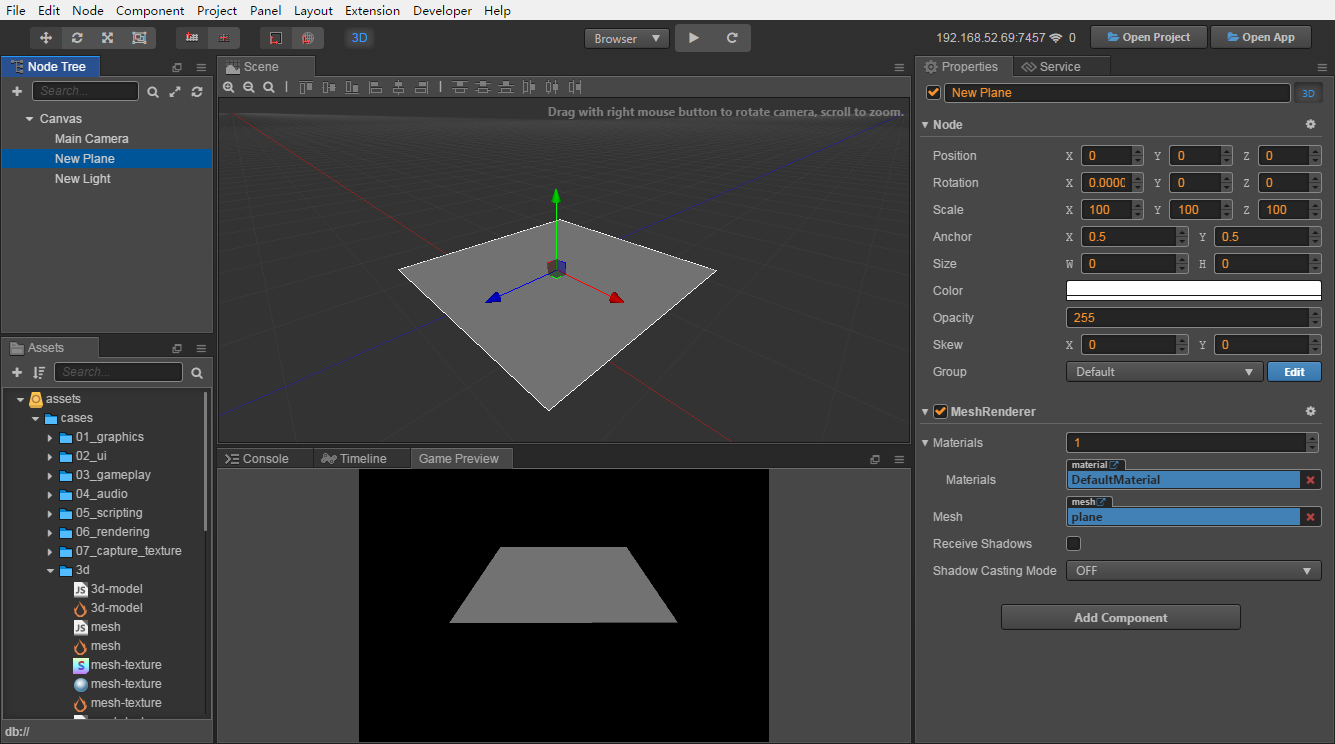 File Edit Node Component Project Panel Layout Extension Developer Help
3D Browser 192.168.52.69:7457 0 Open Project Open App
Node Tree
Search...
Canvas
Main Camera
New Plane
New Light
Assets
Search...
assets
cases
01_graphics
02_ui
03_gameplay
04_audio
05_scripting
06_rendering
07_capture_texture
3d
JS 3d-model
3d-model
JS mesh
mesh
S mesh-texture
mesh-texture
mesh-texture
db://
Scene
Drag with right mouse button to rotate camera, scroll to zoom.
Console Timeline Game Preview
Properties Service
New Plane 3D
Node
Position X 0 Y 0 Z 0
Rotation X 0.0000 Y 0 Z 0
Scale X 100 Y 100 Z 100
Anchor X 0.5 Y 0.5
Size W 0 H 0
Color
Opacity 255
Skew X 0 Y 0
Group Default Edit
MeshRenderer
Materials 1
material
Materials DefaultMaterial
mesh
Mesh plane
Receive Shadows
Shadow Casting Mode OFF
Add Component